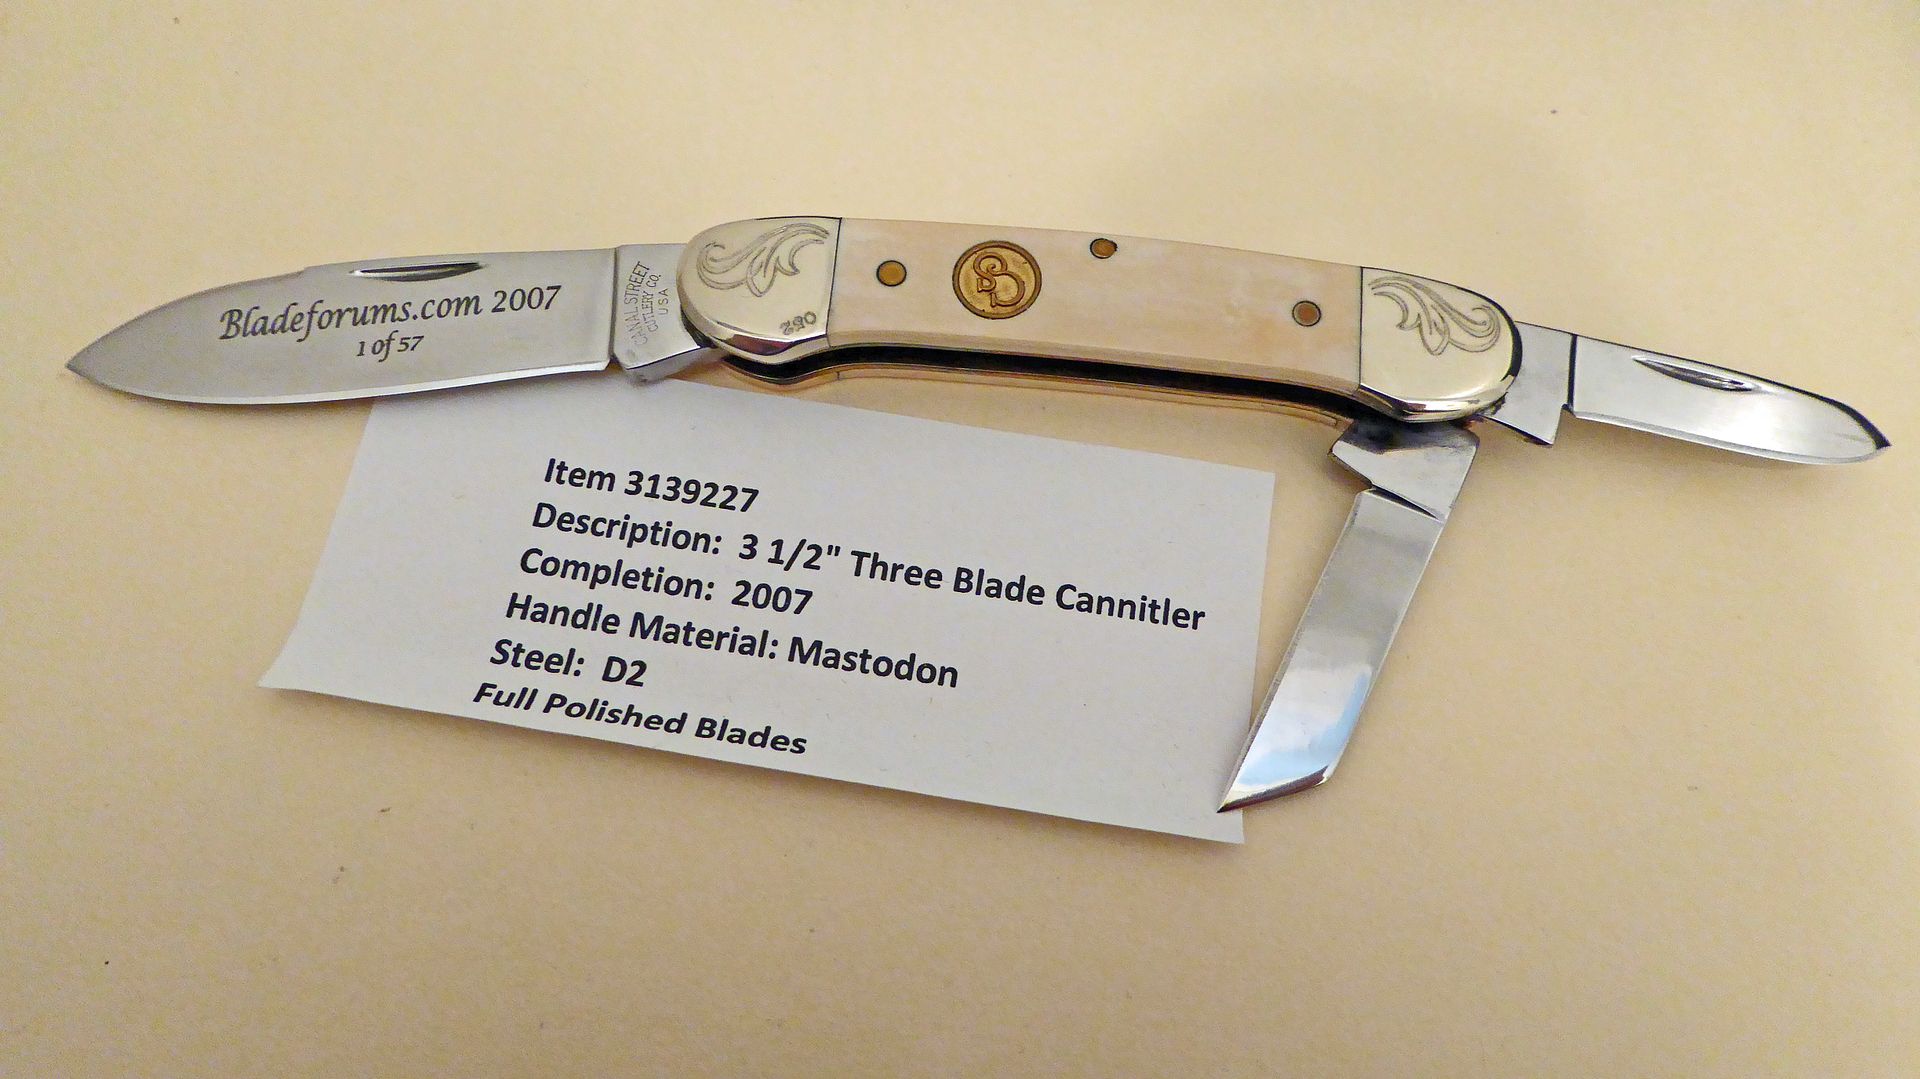 Bladeforums.com 2007
1 of 57
CANAL STREET
CUTLERY CO.
USA
052
Item 3139227
Description: 3 1/2" Three Blade Cannitler
Completion: 2007
Handle Material: Mastodon
Steel: D2
Full Polished Blades